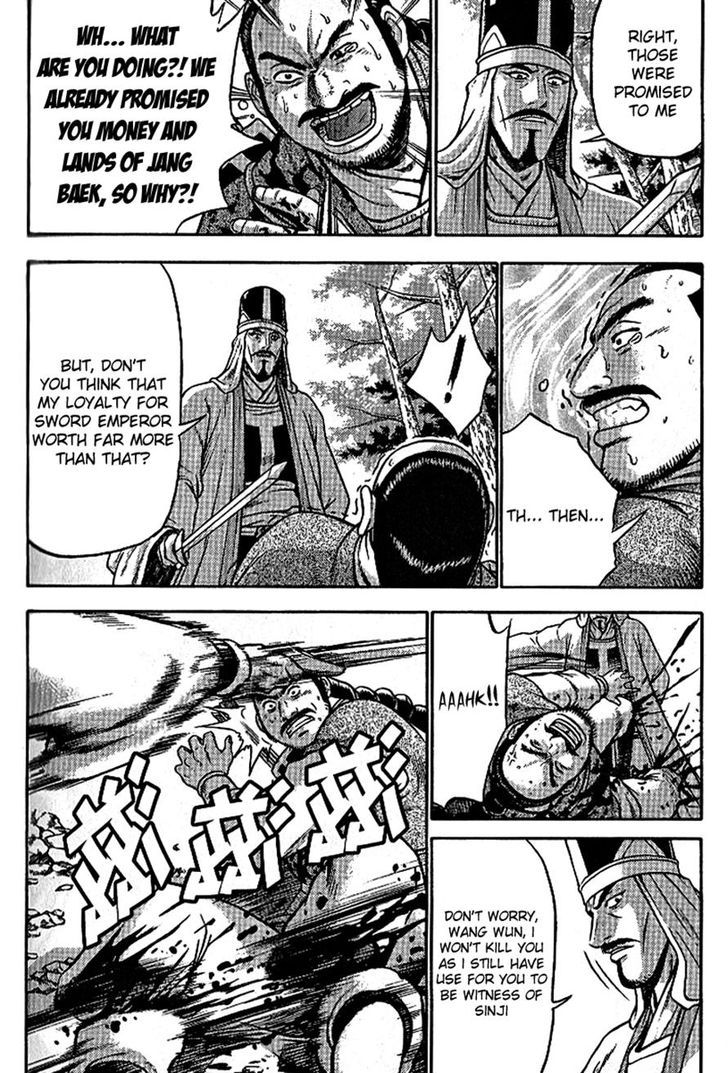 WH... WHAT
ARE YOU DOING?! WE
ALREADY PROMISED
YOU MONEY AND
LANDS OF JANG
BAEK, SO WHY?!
RIGHT,
THOSE
WERE
PROMISED
TO ME
BUT, DON'T
YOU THINK THAT
MY LOYALTY FOR
SWORD EMPEROR
WORTH FAR MORE
THAN THAT?
!
TH... THEN...
AAAHK!!
DON'T WORRY,
WANG WUN, I
WON'T KILL YOU
AS I STILL HAVE
USE FOR YOU TO
BE WITNESS OF
SINJI